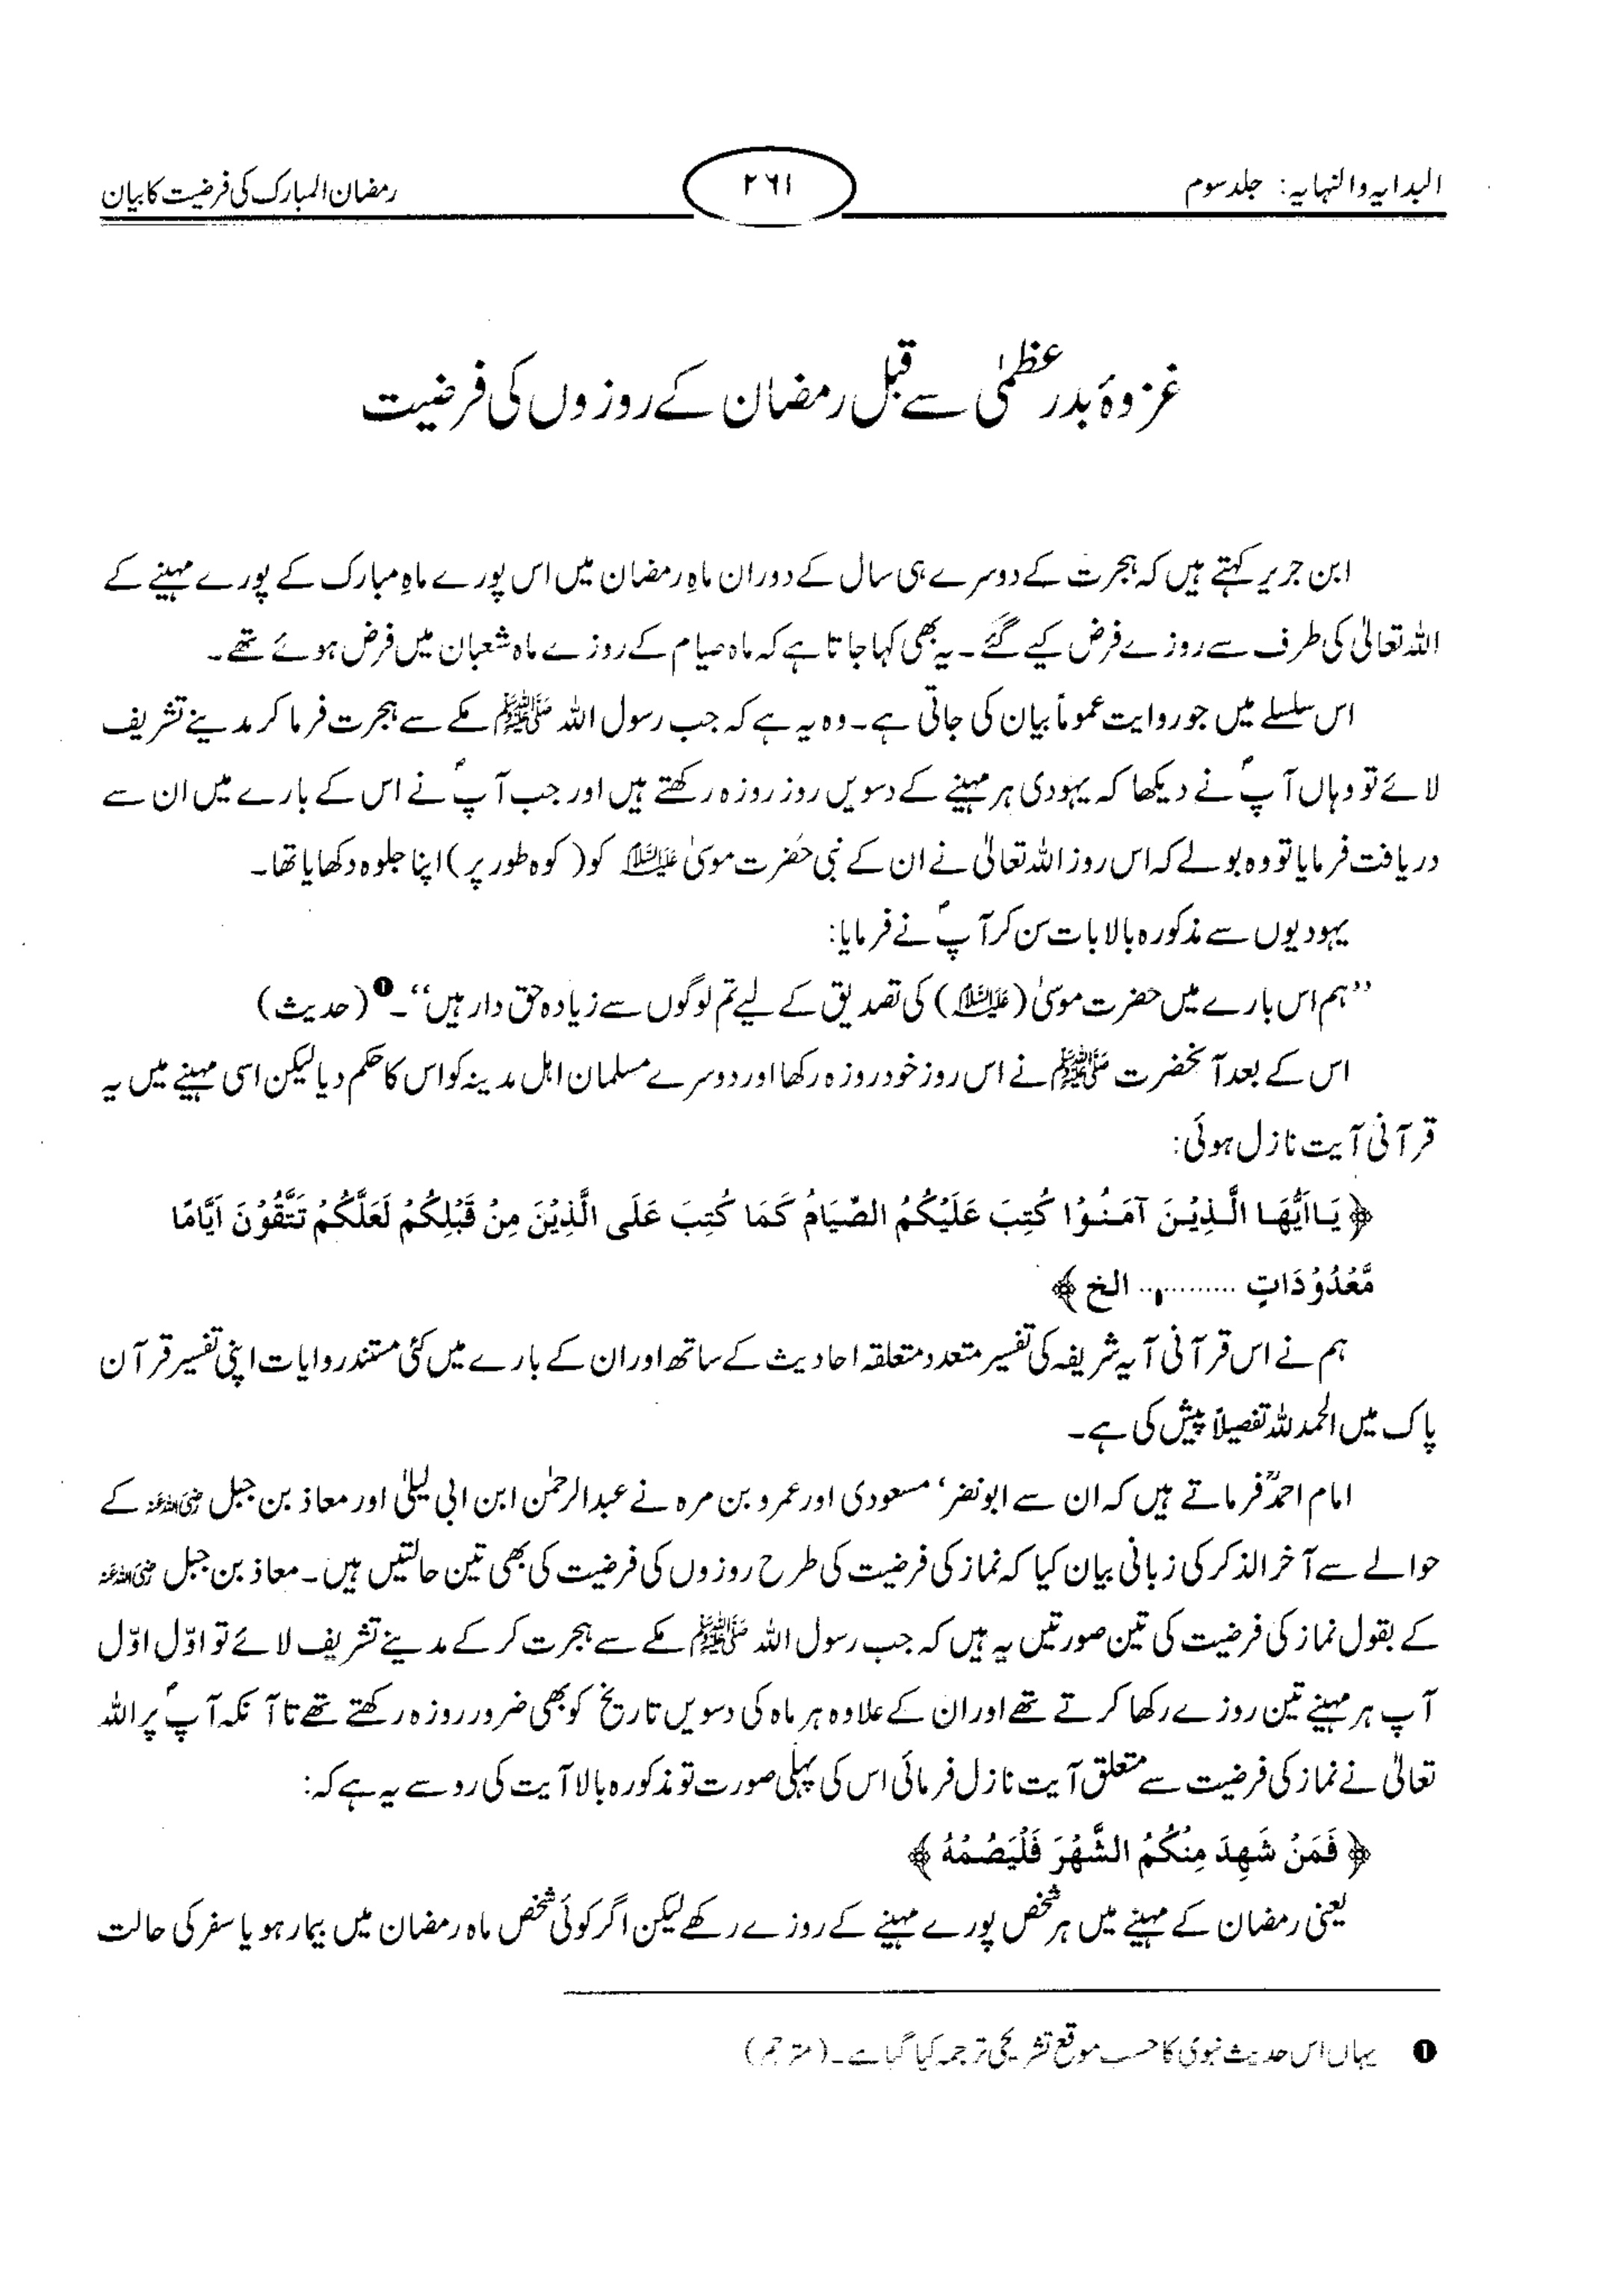 البدایہ والنہایہ: جلد سوم
۲۶۱
رمضان المبارک کی فرضیت کا بیان
غزوۂ بدر عظمیٰ سے قبل رمضان کے روزوں کی فرضیت
ابن جریر کہتے ہیں کہ ہجرت کے دوسرے ہی سال کے دوران ماہِ رمضان میں اس پورے ماہِ مبارک کے پورے مہینے کے
اللہ تعالیٰ کی طرف سے روزے فرض کیے گئے۔ یہ بھی کہا جاتا ہے کہ ماہ صیام کے روزے ماہ شعبان میں فرض ہوئے تھے۔
اس سلسلے میں جو روایت عموماً بیان کی جاتی ہے۔ وہ یہ ہے کہ جب رسول اللہ ﷺ مکے سے ہجرت فرما کر مدینے تشریف
لائے تو وہاں آپؐ نے دیکھا کہ یہودی ہر مہینے کے دسویں روز روزہ رکھتے ہیں اور جب آپؐ نے اس کے بارے میں ان سے
دریافت فرمایا تو وہ بولے کہ اس روز اللہ تعالیٰ نے ان کے نبی حضرت موسیٰ علیہ السلام کو (کوہ طور پر) اپنا جلوہ دکھایا تھا۔
یہودیوں سے مذکورہ بالا بات سن کر آپؐ نے فرمایا:
’’ہم اس بارے میں حضرت موسیٰ (علیہ السلام) کی تصدیق کے لیے تم لوگوں سے زیادہ حق دار ہیں‘‘۔❶ (حدیث)
اس کے بعد آنحضرت ﷺ نے اس روز خود روزہ رکھا اور دوسرے مسلمان اہل مدینہ کو اس کا حکم دیا لیکن اسی مہینے میں یہ
قرآنی آیت نازل ہوئی:
﴿ يَا اَيُّهَا الَّذِيْنَ آمَنُوْا كُتِبَ عَلَيْكُمُ الصِّيَامُ كَمَا كُتِبَ عَلَى الَّذِيْنَ مِنْ قَبْلِكُمْ لَعَلَّكُمْ تَتَّقُوْنَ اَيَّامًا
مَّعْدُوْدَاتٍ ............ الخ ﴾
ہم نے اس قرآنی آیہ شریفہ کی تفسیر متعدد متعلقہ احادیث کے ساتھ اور ان کے بارے میں کئی مستند روایات اپنی تفسیر قرآن
پاک میں الحمدللہ تفصیلاً پیش کی ہے۔
امام احمدؒ فرماتے ہیں کہ ان سے ابونضر‘ مسعودی اور عمرو بن مرہ نے عبدالرحمٰن ابن ابی لیلیٰ اور معاذ بن جبل رضی اللہ عنہ کے
حوالے سے آخر الذکر کی زبانی بیان کیا کہ نماز کی فرضیت کی طرح روزوں کی فرضیت کی بھی تین حالتیں ہیں۔ معاذ بن جبل رضی اللہ عنہ
کے بقول نماز کی فرضیت کی تین صورتیں یہ ہیں کہ جب رسول اللہ ﷺ مکے سے ہجرت کر کے مدینے تشریف لائے تو اوّل اوّل
آپ ہر مہینے تین روزے رکھا کرتے تھے اور ان کے علاوہ ہر ماہ کی دسویں تاریخ کو بھی ضرور روزہ رکھتے تھے تا آنکہ آپؐ پر اللہ
تعالیٰ نے نماز کی فرضیت سے متعلق آیت نازل فرمائی اس کی پہلی صورت تو مذکورہ بالا آیت کی رو سے یہ ہے کہ:
﴿ فَمَنْ شَهِدَ مِنْكُمُ الشَّهْرَ فَلْيَصُمْهُ ﴾
یعنی رمضان کے مہینے میں ہر شخص پورے مہینے کے روزے رکھے لیکن اگر کوئی شخص ماہ رمضان میں بیمار ہو یا سفر کی حالت
❶ یہاں اس حدیث نبویؐ کا حسب موقع تشریحی ترجمہ کیا گیا ہے۔ (مترجم)